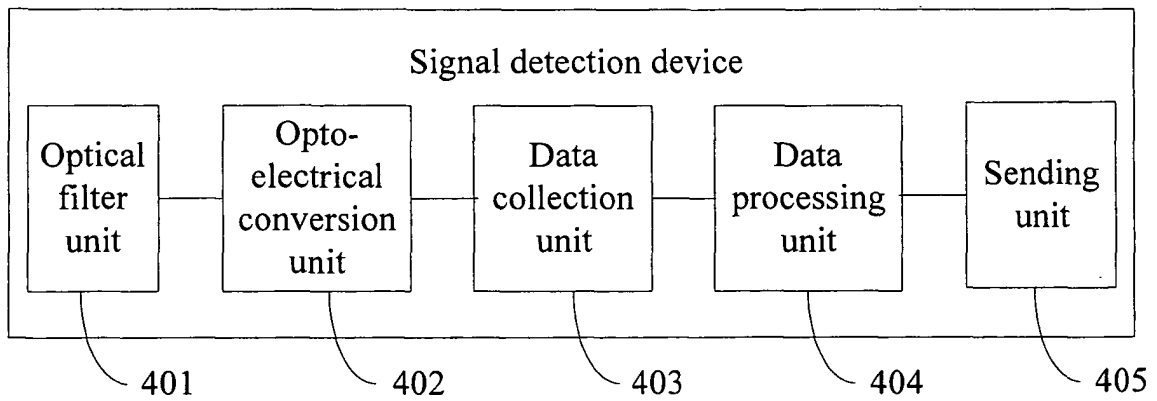 Signal detection device
Optical
filter
unit
Opto-
electrical
conversion
unit
Data
collection
unit
Data
processing
unit
Sending
unit
401
402
403
404
405